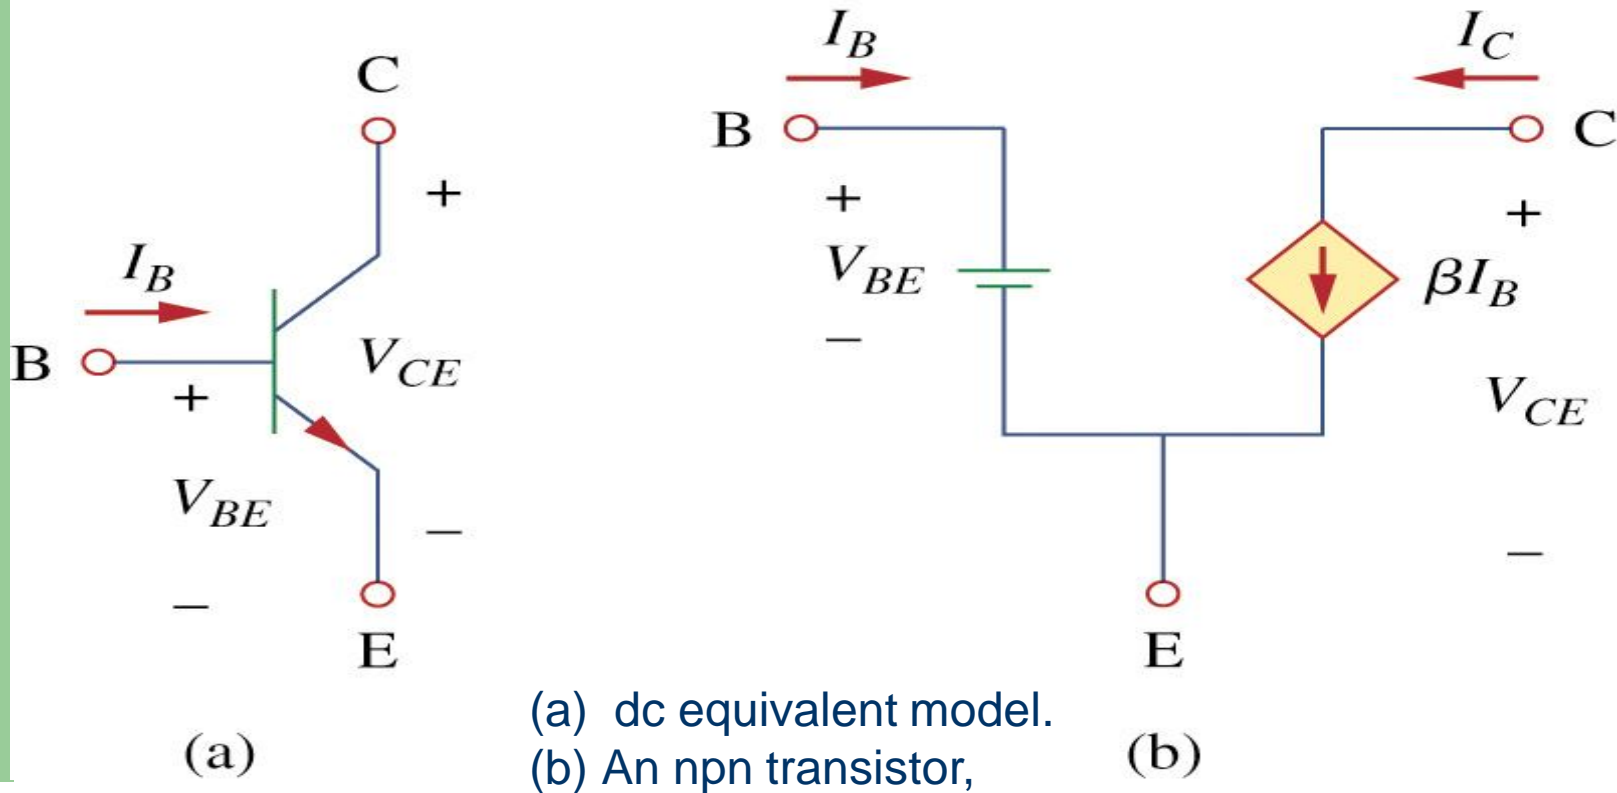 C
+
I_B
B
+
V_CE
V_BE
–
–
E
(a)
I_B
I_C
B
C
+
+
V_BE
βI_B
–
V_CE
–
E
(b)
(a) dc equivalent model.
(b) An npn transistor,